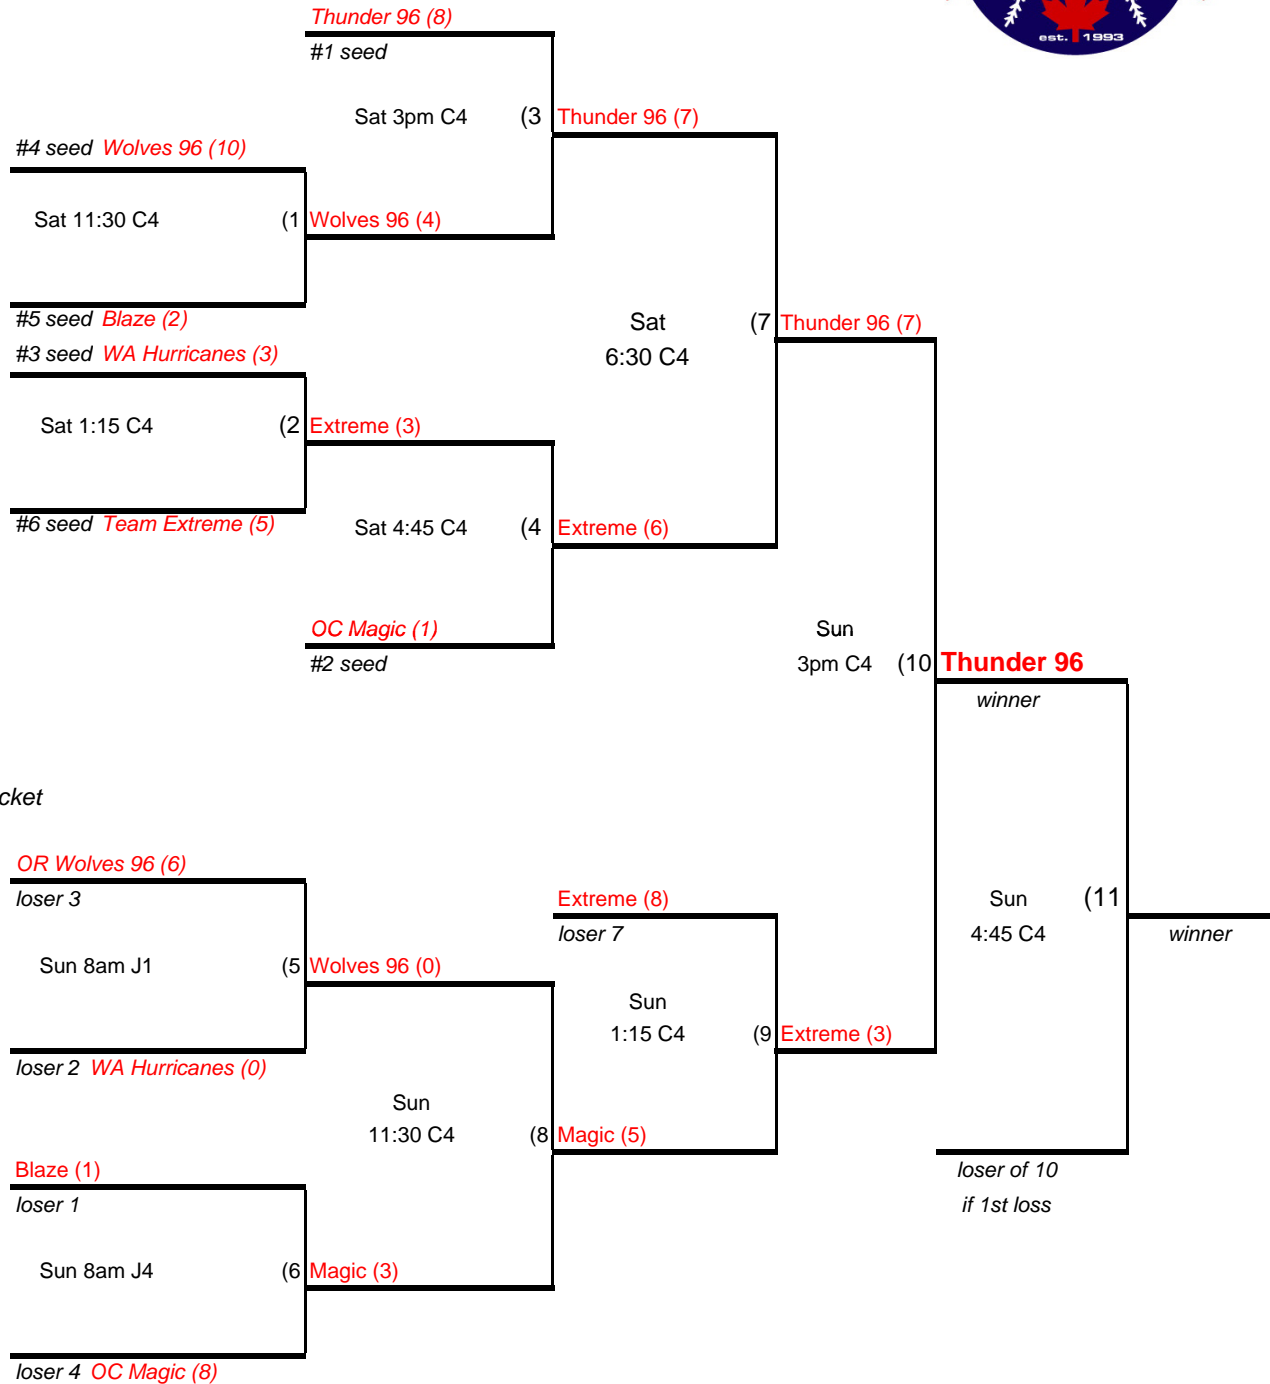 Thunder 96 (8)
#1 seed
est. 1993
Sat 3pm C4 (3 Thunder 96 (7)
#4 seed Wolves 96 (10)
Sat 11:30 C4 (1 Wolves 96 (4)
#5 seed Blaze (2)
Sat (7 Thunder 96 (7)
#3 seed WA Hurricanes (3)
6:30 C4
Sat 1:15 C4 (2 Extreme (3)
#6 seed Team Extreme (5)
Sat 4:45 C4 (4 Extreme (6)
OC Magic (1)
Sun
#2 seed
3pm C4 (10 Thunder 96
winner
cket
OR Wolves 96 (6)
loser 3
Extreme (8)
Sun (11
loser 7
4:45 C4
winner
Sun 8am J1 (5 Wolves 96 (0)
Sun
1:15 C4 (9 Extreme (3)
loser 2 WA Hurricanes (0)
Sun
11:30 C4 (8 Magic (5)
Blaze (1)
loser of 10
loser 1
if 1st loss
Sun 8am J4 (6 Magic (3)
loser 4 OC Magic (8)